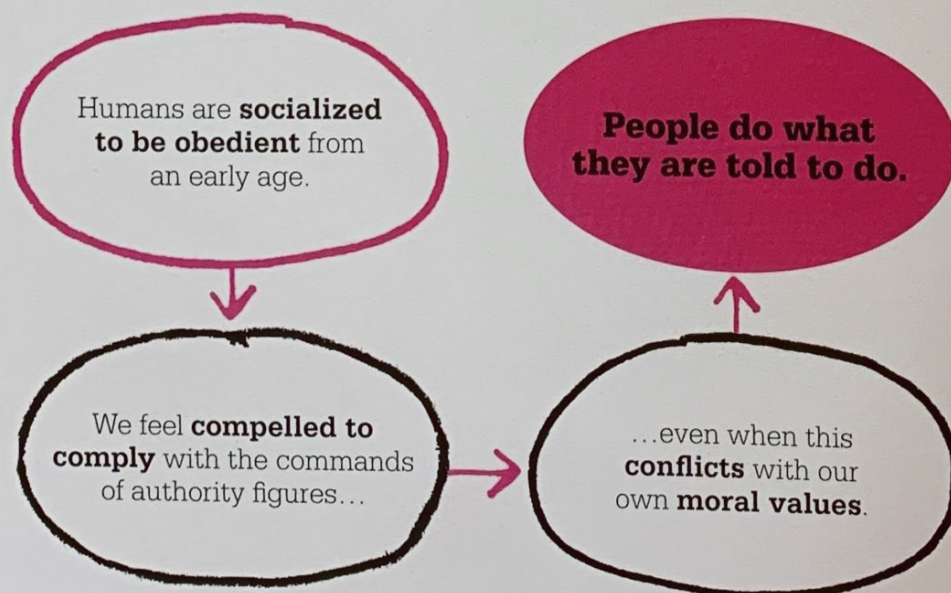 Humans are socialized
to be obedient from
an early age.
We feel compelled to
comply with the commands
of authority figures…
…even when this
conflicts with our
own moral values.
People do what
they are told to do.